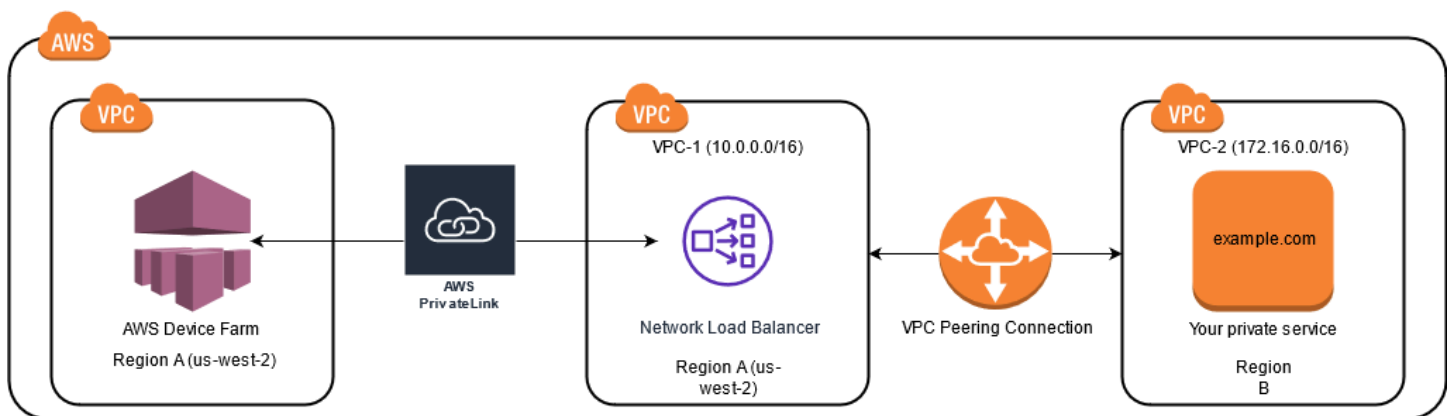 AWS
VPC
VPC
VPC
VPC-1 (10.0.0.0/16)
VPC-2 (172.16.0.0/16)
example.com
AWS
PrivateLink
AWS Device Farm
Network Load Balancer
VPC Peering Connection
Your private service
Region A (us-west-2)
Region A (us-
west-2)
Region
B